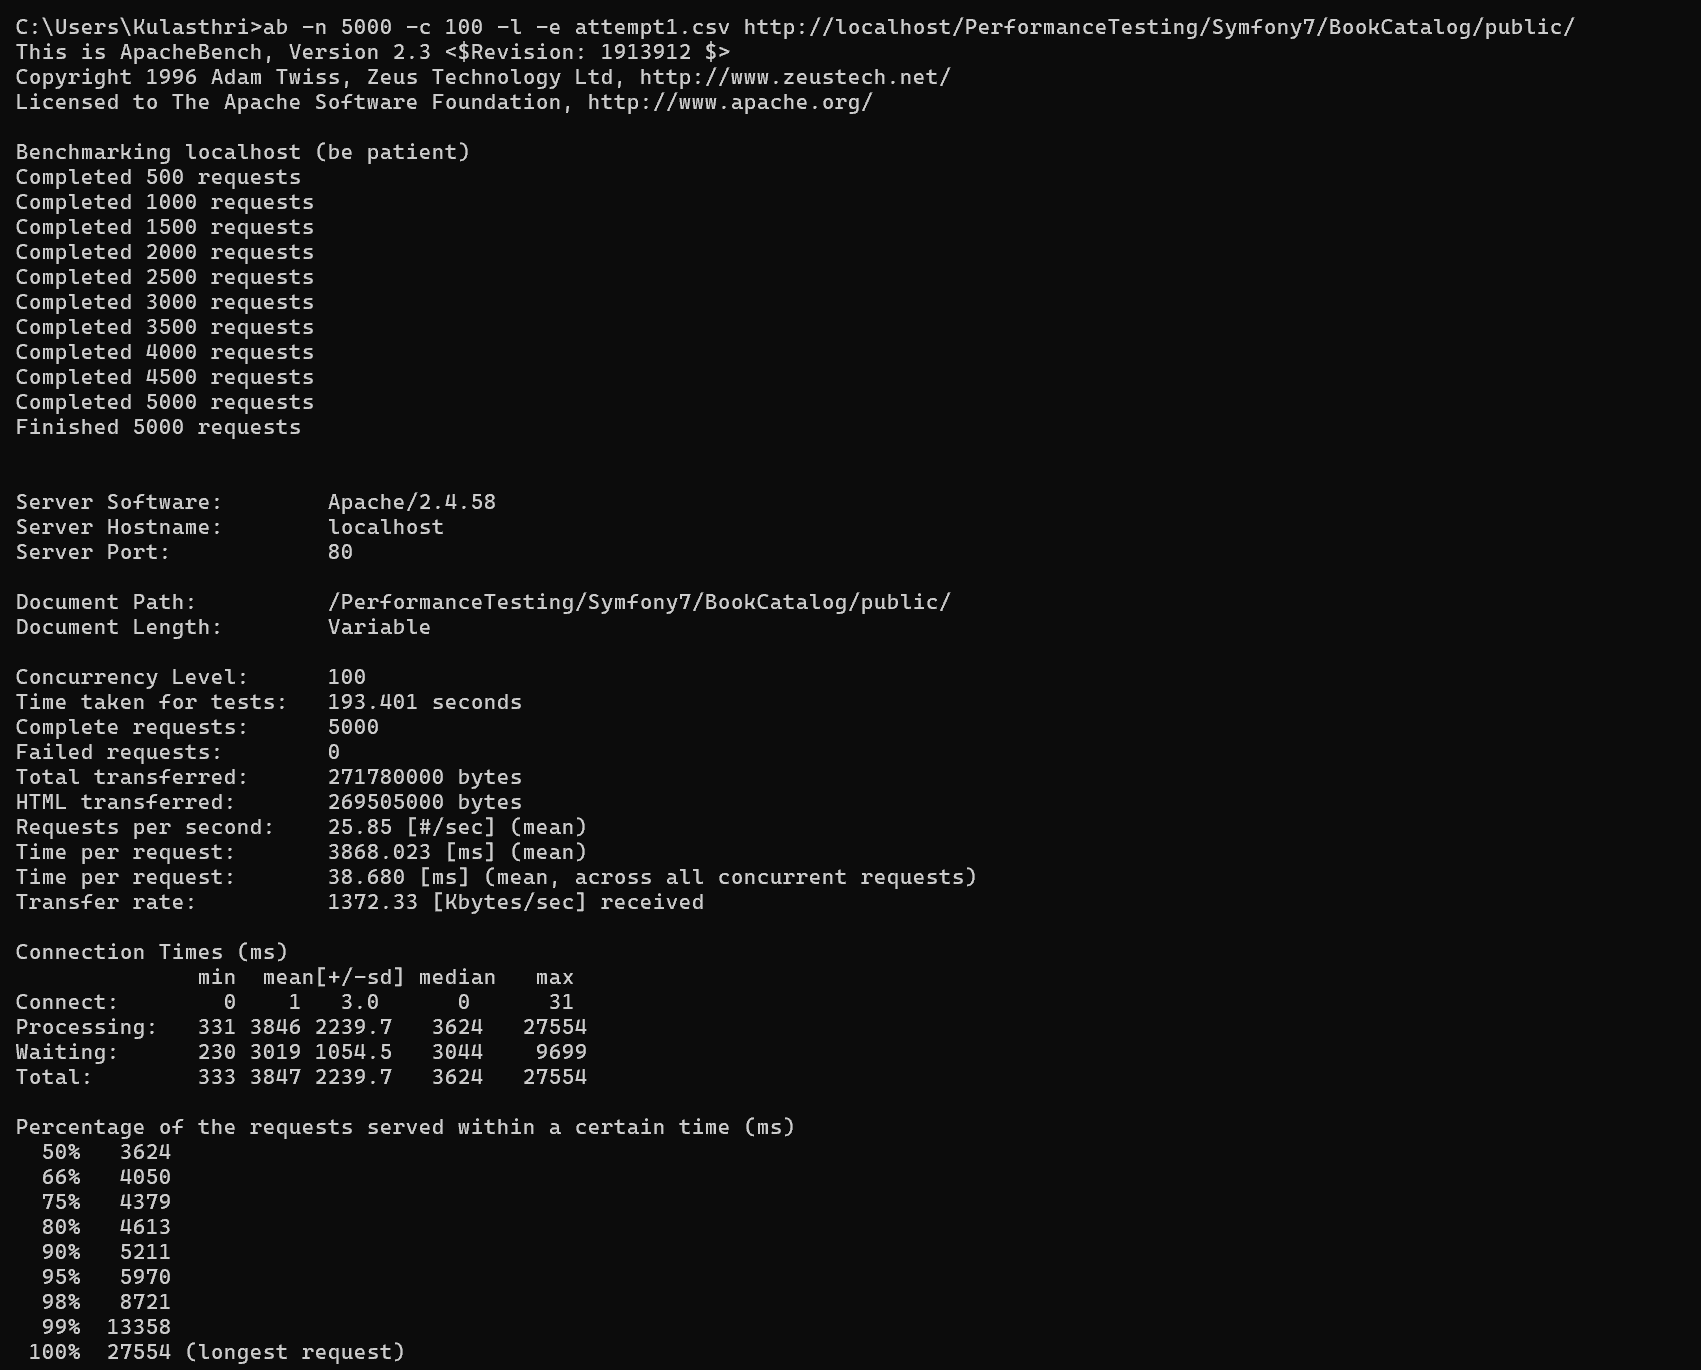 C:\Users\Kulasthri>ab -n 5000 -c 100 -l -e attempt1.csv http://localhost/PerformanceTesting/Symfony7/BookCatalog/public/
This is ApacheBench, Version 2.3 <$Revision: 1913912 $>
Copyright 1996 Adam Twiss, Zeus Technology Ltd, http://www.zeustech.net/
Licensed to The Apache Software Foundation, http://www.apache.org/

Benchmarking localhost (be patient)
Completed 500 requests
Completed 1000 requests
Completed 1500 requests
Completed 2000 requests
Completed 2500 requests
Completed 3000 requests
Completed 3500 requests
Completed 4000 requests
Completed 4500 requests
Completed 5000 requests
Finished 5000 requests


Server Software:        Apache/2.4.58
Server Hostname:        localhost
Server Port:            80

Document Path:          /PerformanceTesting/Symfony7/BookCatalog/public/
Document Length:        Variable

Concurrency Level:      100
Time taken for tests:   193.401 seconds
Complete requests:      5000
Failed requests:        0
Total transferred:      271780000 bytes
HTML transferred:       269505000 bytes
Requests per second:    25.85 [#/sec] (mean)
Time per request:       3868.023 [ms] (mean)
Time per request:       38.680 [ms] (mean, across all concurrent requests)
Transfer rate:          1372.33 [Kbytes/sec] received

Connection Times (ms)
              min  mean[+/-sd] median   max
Connect:        0    1   3.0      0      31
Processing:   331 3846 2239.7   3624   27554
Waiting:      230 3019 1054.5   3044    9699
Total:        333 3847 2239.7   3624   27554

Percentage of the requests served within a certain time (ms)
  50%   3624
  66%   4050
  75%   4379
  80%   4613
  90%   5211
  95%   5970
  98%   8721
  99%  13358
 100%  27554 (longest request)